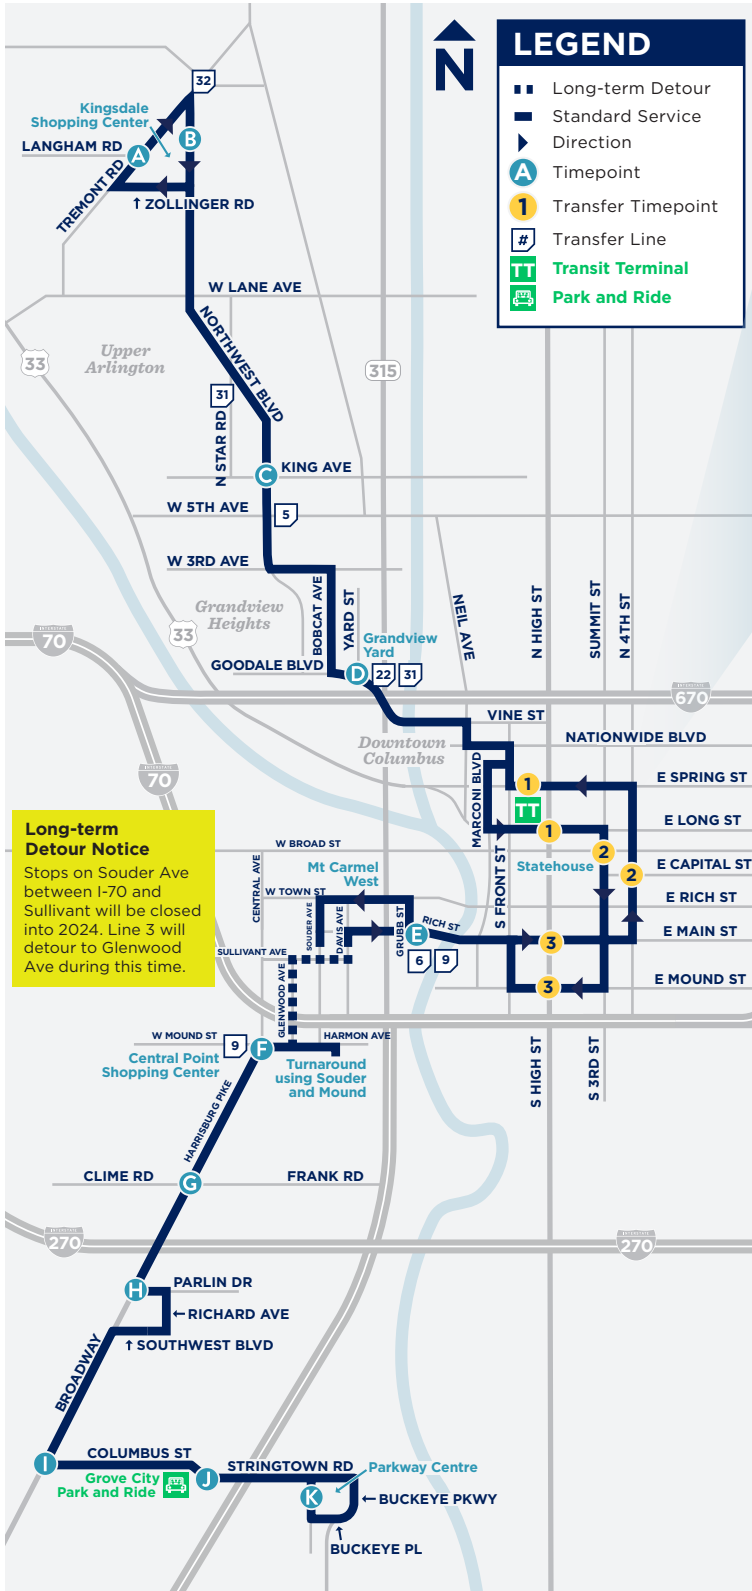 N
LEGEND
Long-term Detour
Standard Service
Direction
A
Timepoint
1
Transfer Timepoint
#
Transfer Line
TT
Transit Terminal
Park and Ride
32
Kingsdale
Shopping Center
B
LANGHAM RD
A
TREMONT RD
↑ ZOLLINGER RD
W LANE AVE
NORTHWEST BLVD
Upper
Arlington
33
315
31
N STAR RD
C
KING AVE
W 5TH AVE
5
W 3RD AVE
BOBCAT AVE
YARD ST
NEIL AVE
N HIGH ST
SUMMIT ST
N 4TH ST
Grandview
Heights
33
70
Grandview
Yard
GOODALE BLVD
D
22
31
670
VINE ST
NATIONWIDE BLVD
Downtown
Columbus
70
MARCONI BLVD
1
E SPRING ST
TT
1
E LONG ST
Long-term
Detour Notice
Stops on Souder Ave
between I-70 and
Sullivant will be closed
into 2024. Line 3 will
detour to Glenwood
Ave during this time.
W BROAD ST
CENTRAL AVE
Mt Carmel
West
S FRONT ST
Statehouse
2
E CAPITAL ST
2
W TOWN ST
E RICH ST
SOUDER AVE
DAVIS AVE
GRUBB ST
RICH ST
E
E MAIN ST
3
SULLIVANT AVE
6
9
GLENWOOD AVE
3
E MOUND ST
W MOUND ST
9
F
HARMON AVE
Central Point
Shopping Center
Turnaround
using Souder
and Mound
S HIGH ST
S 3RD ST
HARRISBURG PIKE
CLIME RD
G
FRANK RD
270
270
H
PARLIN DR
← RICHARD AVE
↑ SOUTHWEST BLVD
BROADWAY
I
COLUMBUS ST
Grove City
Park and Ride
J
STRINGTOWN RD
Parkway Centre
K
← BUCKEYE PKWY
↑
BUCKEYE PL